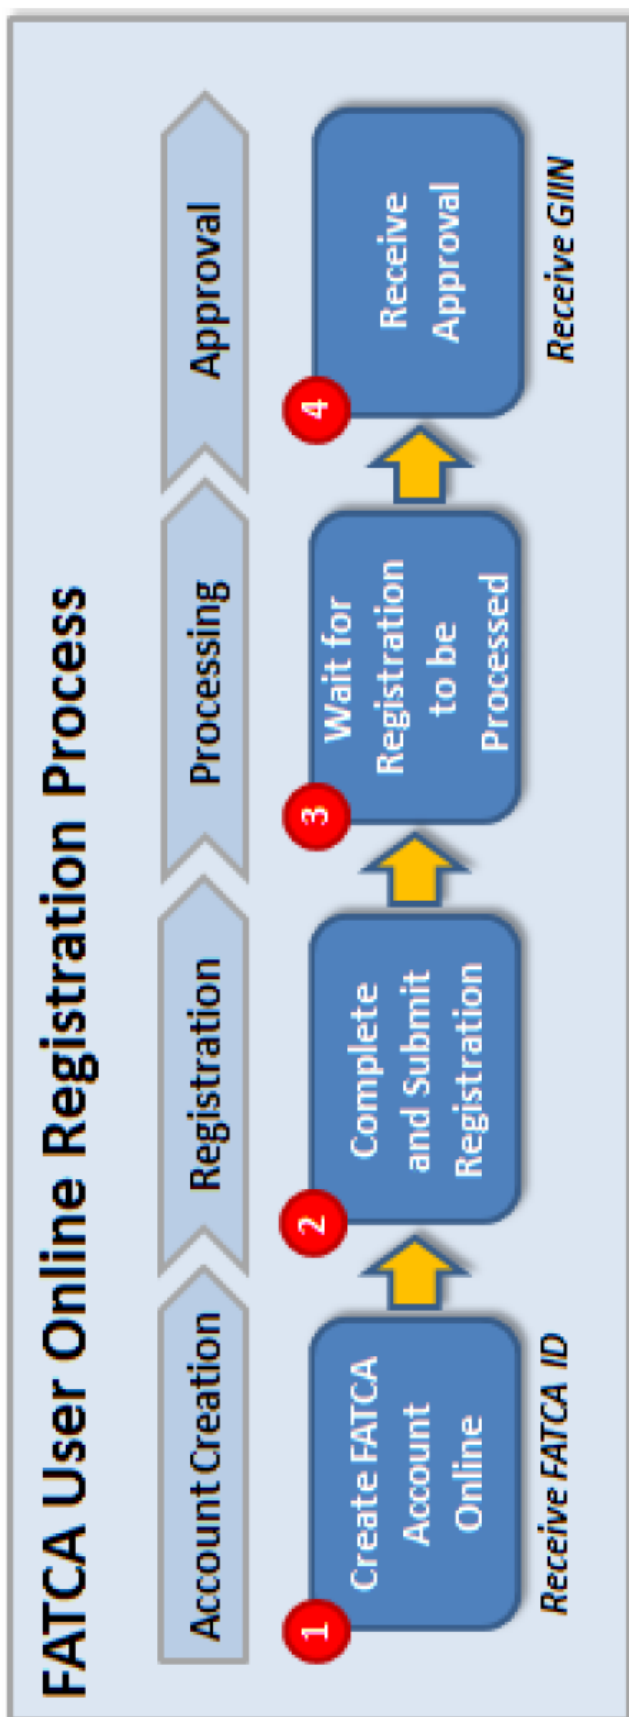 FATCA User Online Registration Process
Account Creation
Registration
Processing
Approval
1
Create FATCA
Account
Online
Receive FATCA ID
2
Complete
and Submit
Registration
3
Wait for
Registration
to be
Processed
4
Receive
Approval
Receive GIIN